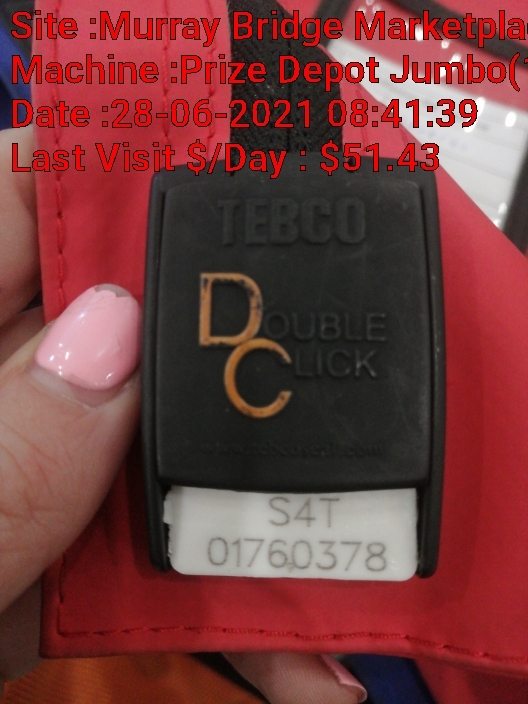 Site :Murray Bridge Marketpla
Machine :Prize Depot Jumbo(1
Date :28-06-2021 08:41:39
Last Visit $/Day : $51.43
TEBCO
DOUBLE
CLICK
S4T
01760378